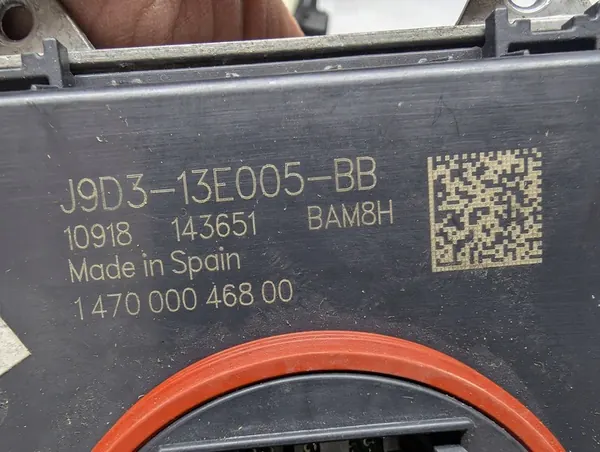 J9D3-13E005-BB
10918 143651 BAM8H
Made in Spain
1 470 000 468 00